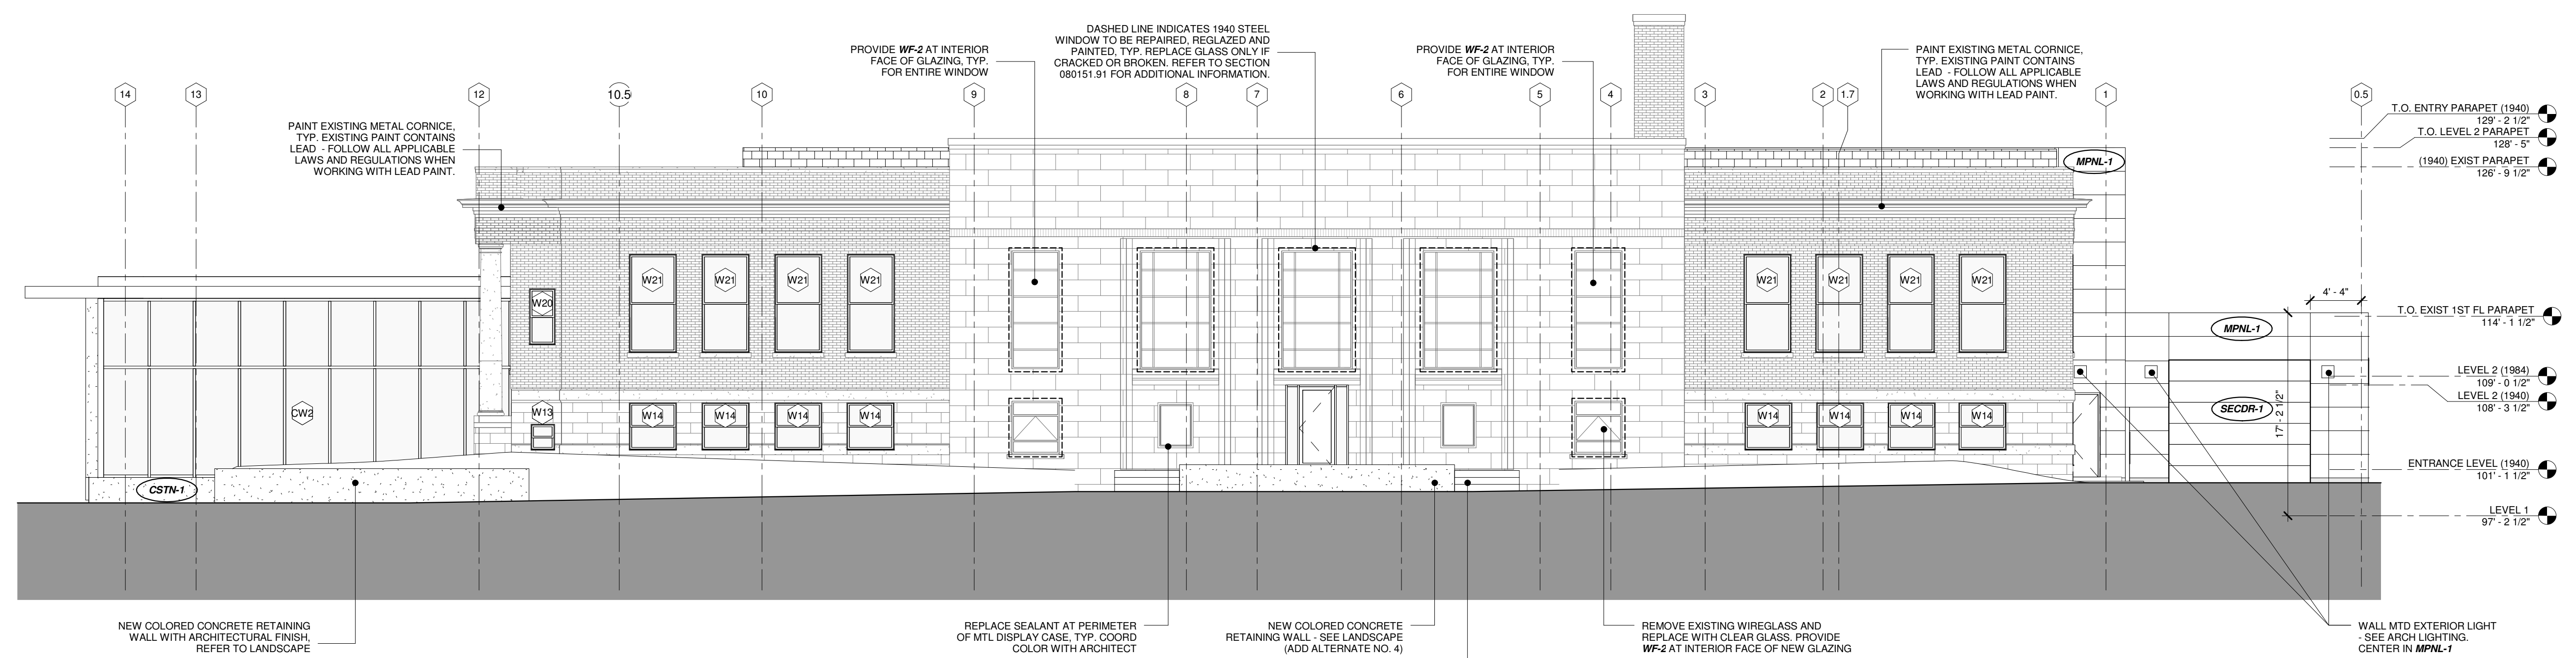 DASHED LINE INDICATES 1940 STEEL
WINDOW TO BE REPAIRED, REGLAZED AND
PAINTED, TYP. REPLACE GLASS ONLY IF
CRACKED OR BROKEN. REFER TO SECTION
080151.91 FOR ADDITIONAL INFORMATION.
PROVIDE WF-2 AT INTERIOR
FACE OF GLAZING, TYP.
FOR ENTIRE WINDOW
PROVIDE WF-2 AT INTERIOR
FACE OF GLAZING, TYP.
FOR ENTIRE WINDOW
PAINT EXISTING METAL CORNICE,
TYP. EXISTING PAINT CONTAINS
LEAD - FOLLOW ALL APPLICABLE
LAWS AND REGULATIONS WHEN
WORKING WITH LEAD PAINT.
14 13 12 10.5 10 9 8 7 6 5 4 3 2 1.7 1 0.5
PAINT EXISTING METAL CORNICE,
TYP. EXISTING PAINT CONTAINS
LEAD - FOLLOW ALL APPLICABLE
LAWS AND REGULATIONS WHEN
WORKING WITH LEAD PAINT.
T.O. ENTRY PARAPET (1940)
129' - 2 1/2"
T.O. LEVEL 2 PARAPET
128' - 5"
(1940) EXIST PARAPET
126' - 9 1/2"
MPNL-1
W20 W21 W21 W21 W21 W21 W21 W21 W21
4' - 4"
T.O. EXIST 1ST FL PARAPET
114' - 1 1/2"
MPNL-1
LEVEL 2 (1984)
109' - 0 1/2"
LEVEL 2 (1940)
108' - 3 1/2"
CW2 W13 W14 W14 W14 W14 W14 W14 W14 W14
SECDR-1
17' - 2 1/2"
ENTRANCE LEVEL (1940)
101' - 1 1/2"
CSTN-1
LEVEL 1
97' - 2 1/2"
NEW COLORED CONCRETE RETAINING
WALL WITH ARCHITECTURAL FINISH,
REFER TO LANDSCAPE
REPLACE SEALANT AT PERIMETER
OF MTL DISPLAY CASE, TYP. COORD
COLOR WITH ARCHITECT
NEW COLORED CONCRETE
RETAINING WALL - SEE LANDSCAPE
(ADD ALTERNATE NO. 4)
REMOVE EXISTING WIREGLASS AND
REPLACE WITH CLEAR GLASS. PROVIDE
WF-2 AT INTERIOR FACE OF NEW GLAZING
WALL MTD EXTERIOR LIGHT
- SEE ARCH LIGHTING.
CENTER IN MPNL-1